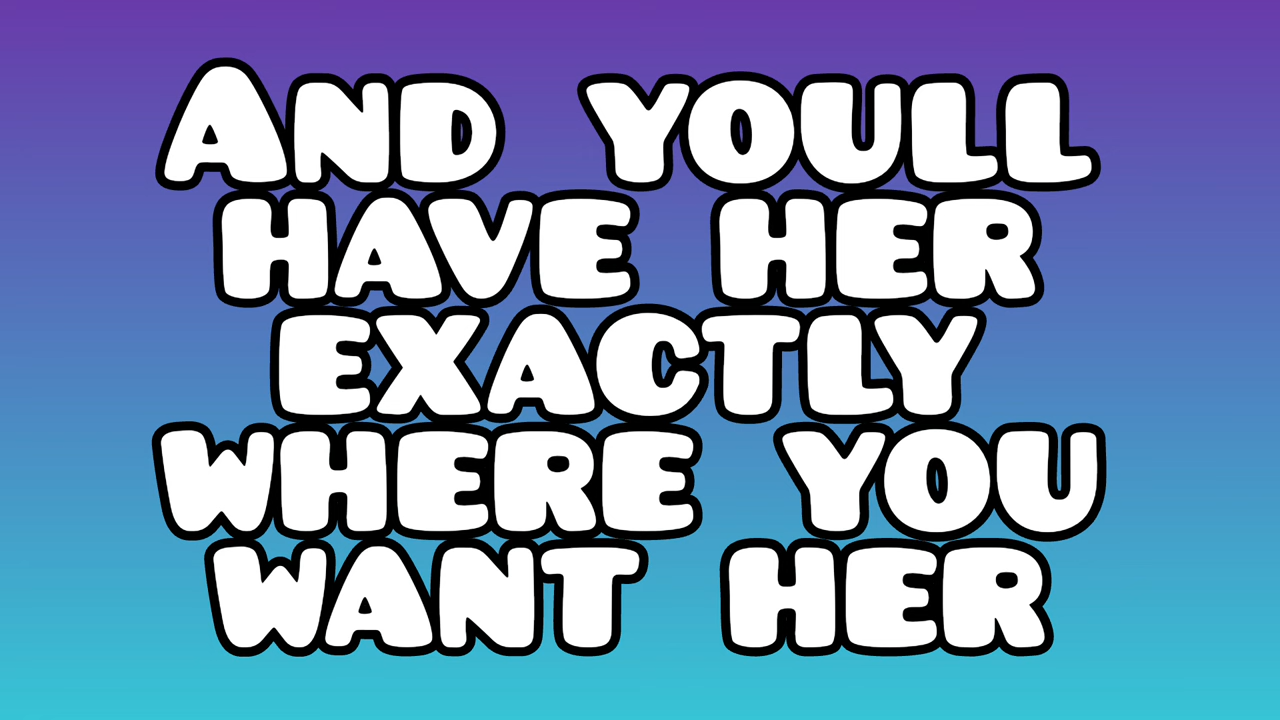 And youll
have her
exactly
where you
want her